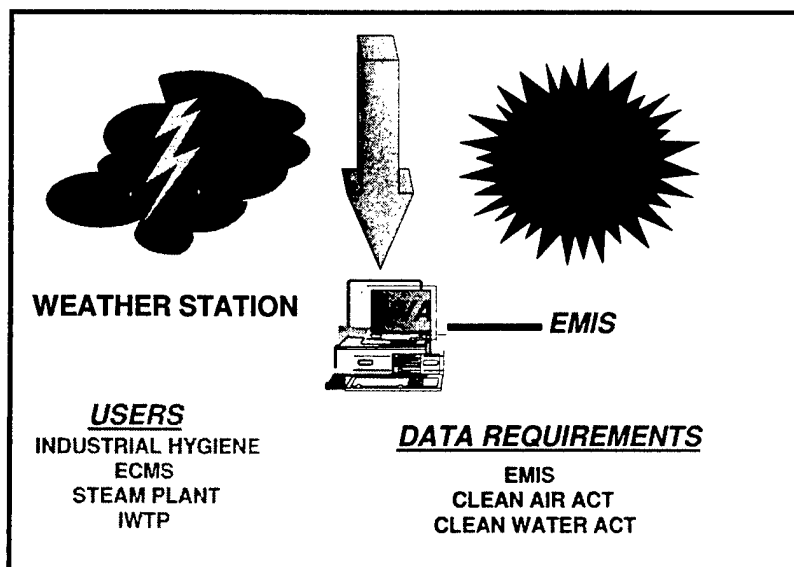 WEATHER STATION
EMIS
USERS
INDUSTRIAL HYGIENE
ECMS
STEAM PLANT
IWTP
DATA REQUIREMENTS
EMIS
CLEAN AIR ACT
CLEAN WATER ACT